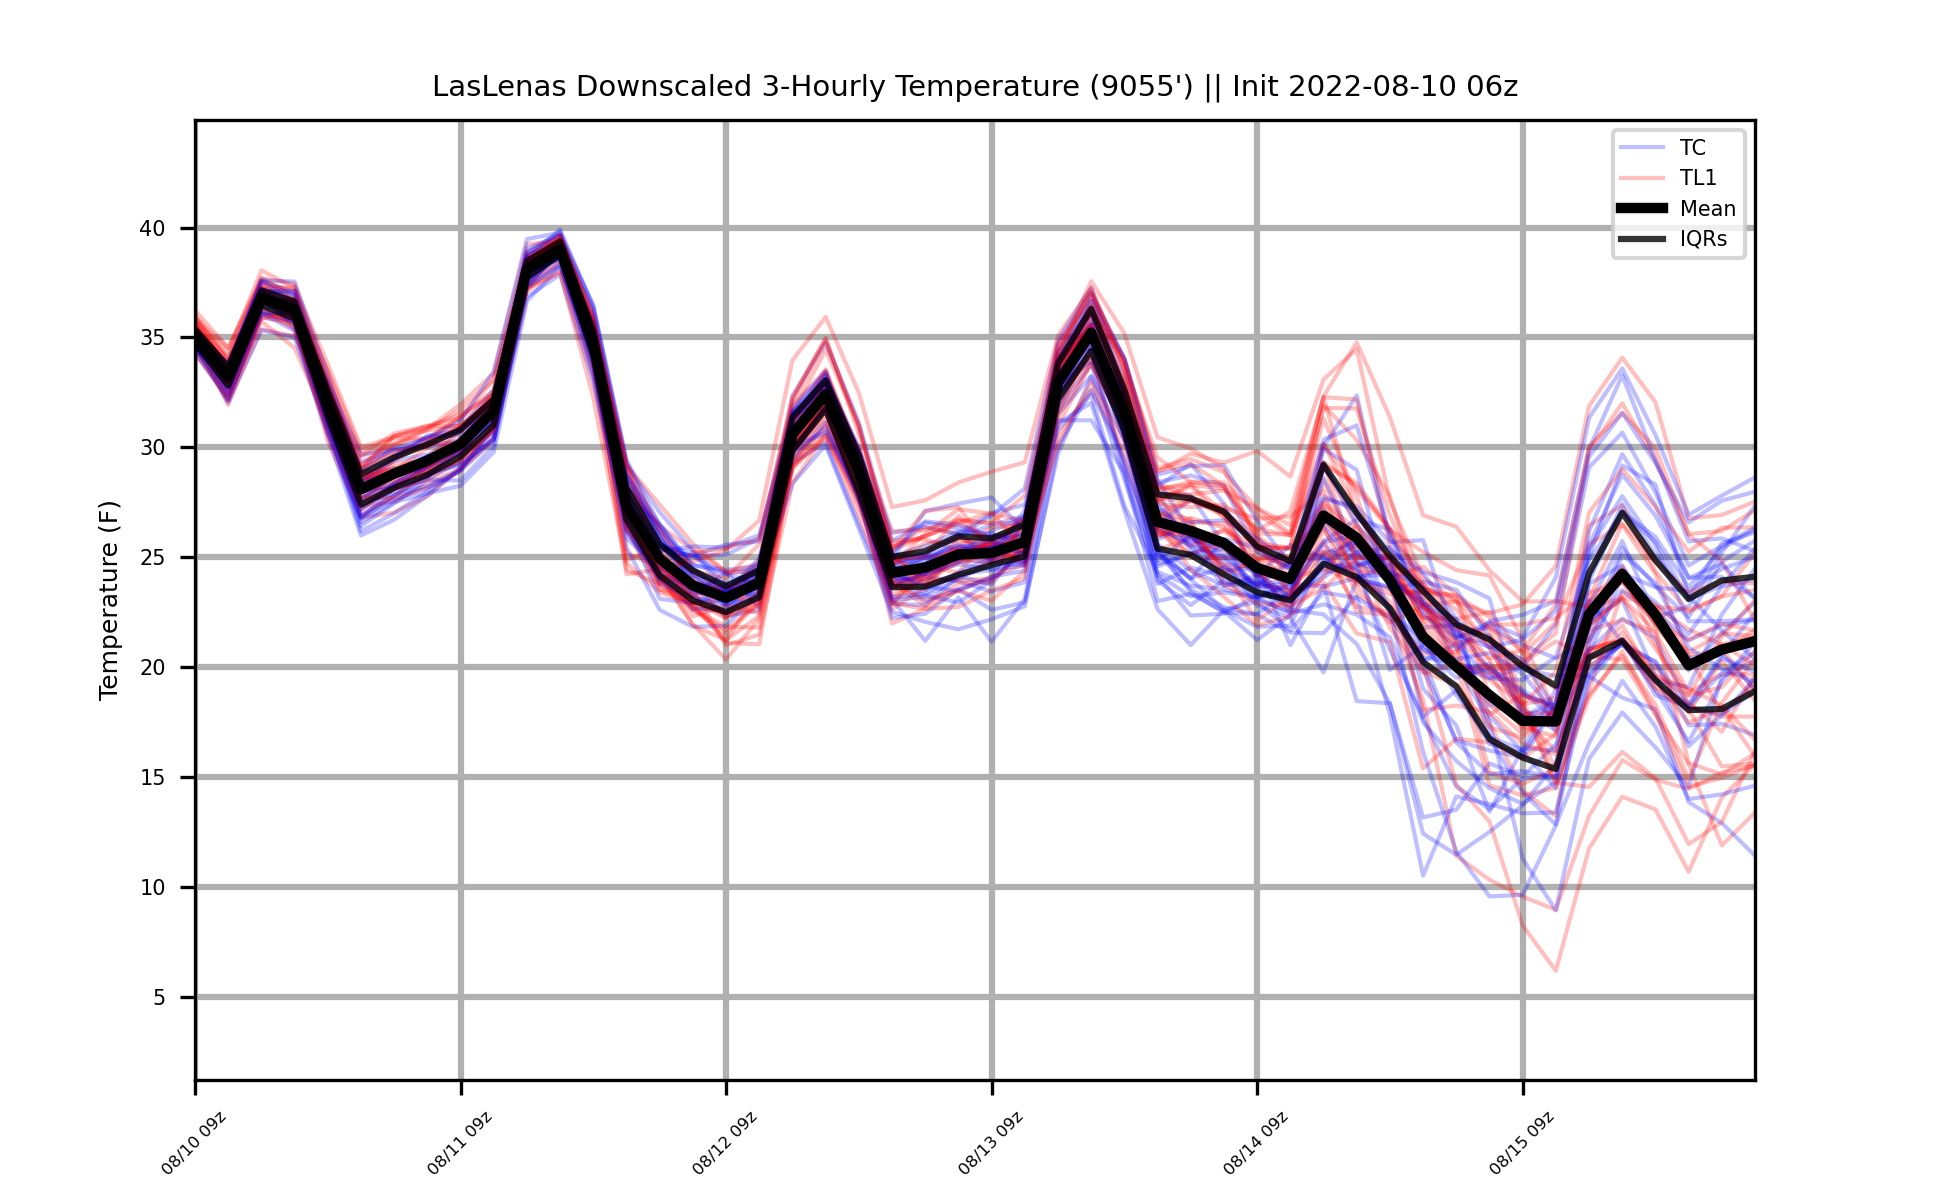 LasLenas Downscaled 3-Hourly Temperature (9055') || Init 2022-08-10 06z
TC
TL1
Mean
IQRs
Temperature (F)
40
35
30
25
20
15
10
5
08/10 09z
08/11 09z
08/12 09z
08/13 09z
08/14 09z
08/15 09z